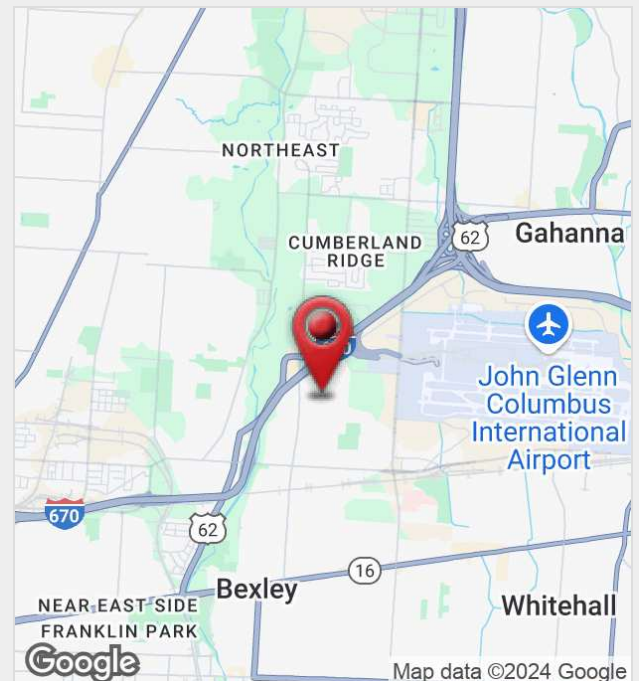 NORTHEAST
62
Gahanna
CUMBERLAND
RIDGE
John Glenn
Columbus
International
Airport
670
62
16
Bexley
Whitehall
NEAR EAST SIDE
FRANKLIN PARK
Google
Map data ©2024 Google